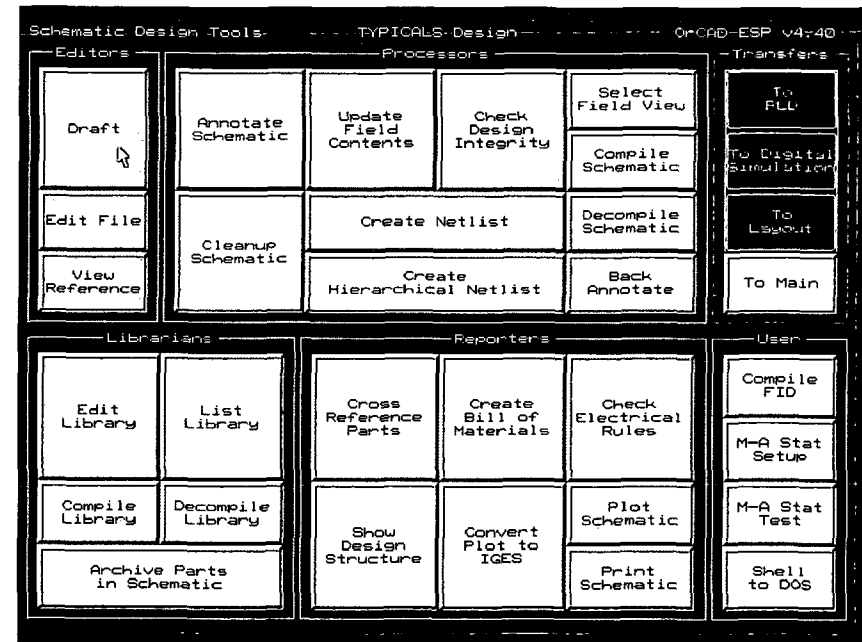 Schematic Design Tools
TYPICALS Design
OrCAD-ESP v4.40
Editors
Draft
Edit File
View
Reference
Processors
Annotate
Schematic
Update
Field
Contents
Check
Design
Integrity
Select
Field View
Compile
Schematic
Cleanup
Schematic
Create Netlist
Decompile
Schematic
Create
Hierarchical Netlist
Back
Annotate
Transfers
To
PLD
To Digital
Simulation
To
Layout
To Main
Librarians
Edit
Library
List
Library
Compile
Library
Decompile
Library
Archive Parts
in Schematic
Reporters
Cross
Reference
Parts
Create
Bill of
Materials
Check
Electrical
Rules
Show
Design
Structure
Convert
Plot to
IGES
Plot
Schematic
Print
Schematic
User
Compile
FID
M-A Stat
Setup
M-A Stat
Test
Shell
to DOS